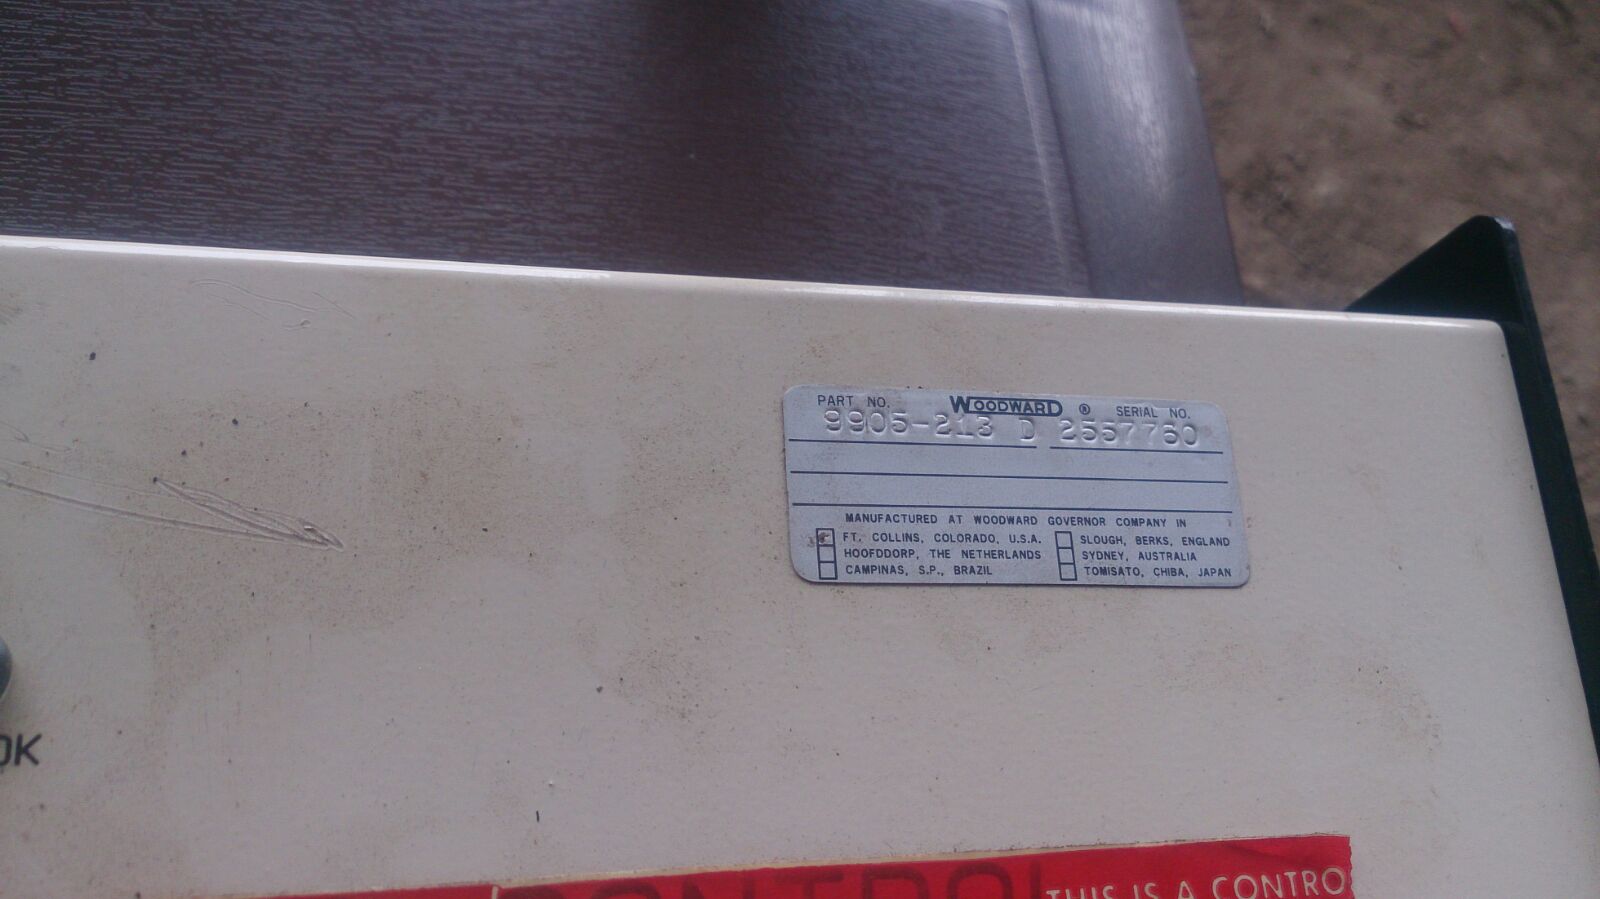 PART NO. WOODWARD ® SERIAL NO.
9905-213 D 2557760
MANUFACTURED AT WOODWARD GOVERNOR COMPANY IN
FT. COLLINS, COLORADO, U.S.A. SLOUGH, BERKS, ENGLAND
HOOFDDORP, THE NETHERLANDS SYDNEY, AUSTRALIA
CAMPINAS, S.P., BRAZIL TOMISATO, CHIBA, JAPAN
OK
CONTROL THIS IS A CONTRO